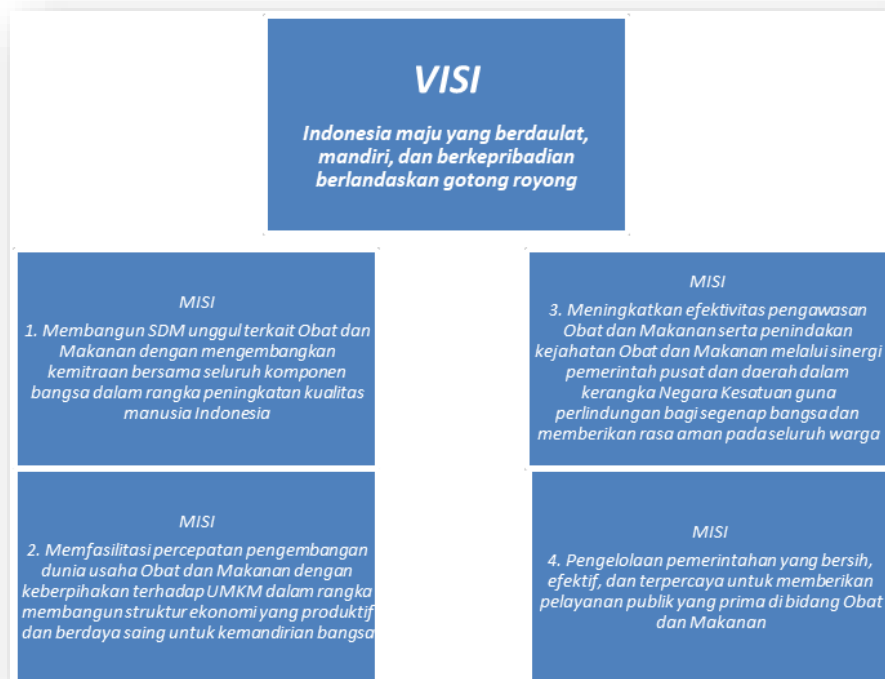 VISI
Indonesia maju yang berdaulat,
mandiri, dan berkepribadian
berlandaskan gotong royong
MISI
1. Membangun SDM unggul terkait Obat dan
Makanan dengan mengembangkan
kemitraan bersama seluruh komponen
bangsa dalam rangka peningkatan kualitas
manusia Indonesia
MISI
2. Memfasilitasi percepatan pengembangan
dunia usaha Obat dan Makanan dengan
keberpihakan terhadap UMKM dalam rangka
membangun struktur ekonomi yang produktif
dan berdaya saing untuk kemandirian bangsa
MISI
3. Meningkatkan efektivitas pengawasan
Obat dan Makanan serta penindakan
kejahatan Obat dan Makanan melalui sinergi
pemerintah pusat dan daerah dalam
kerangka Negara Kesatuan guna
perlindungan bagi segenap bangsa dan
memberikan rasa aman pada seluruh warga
MISI
4. Pengelolaan pemerintahan yang bersih,
efektif, dan terpercaya untuk memberikan
pelayanan publik yang prima di bidang Obat
dan Makanan